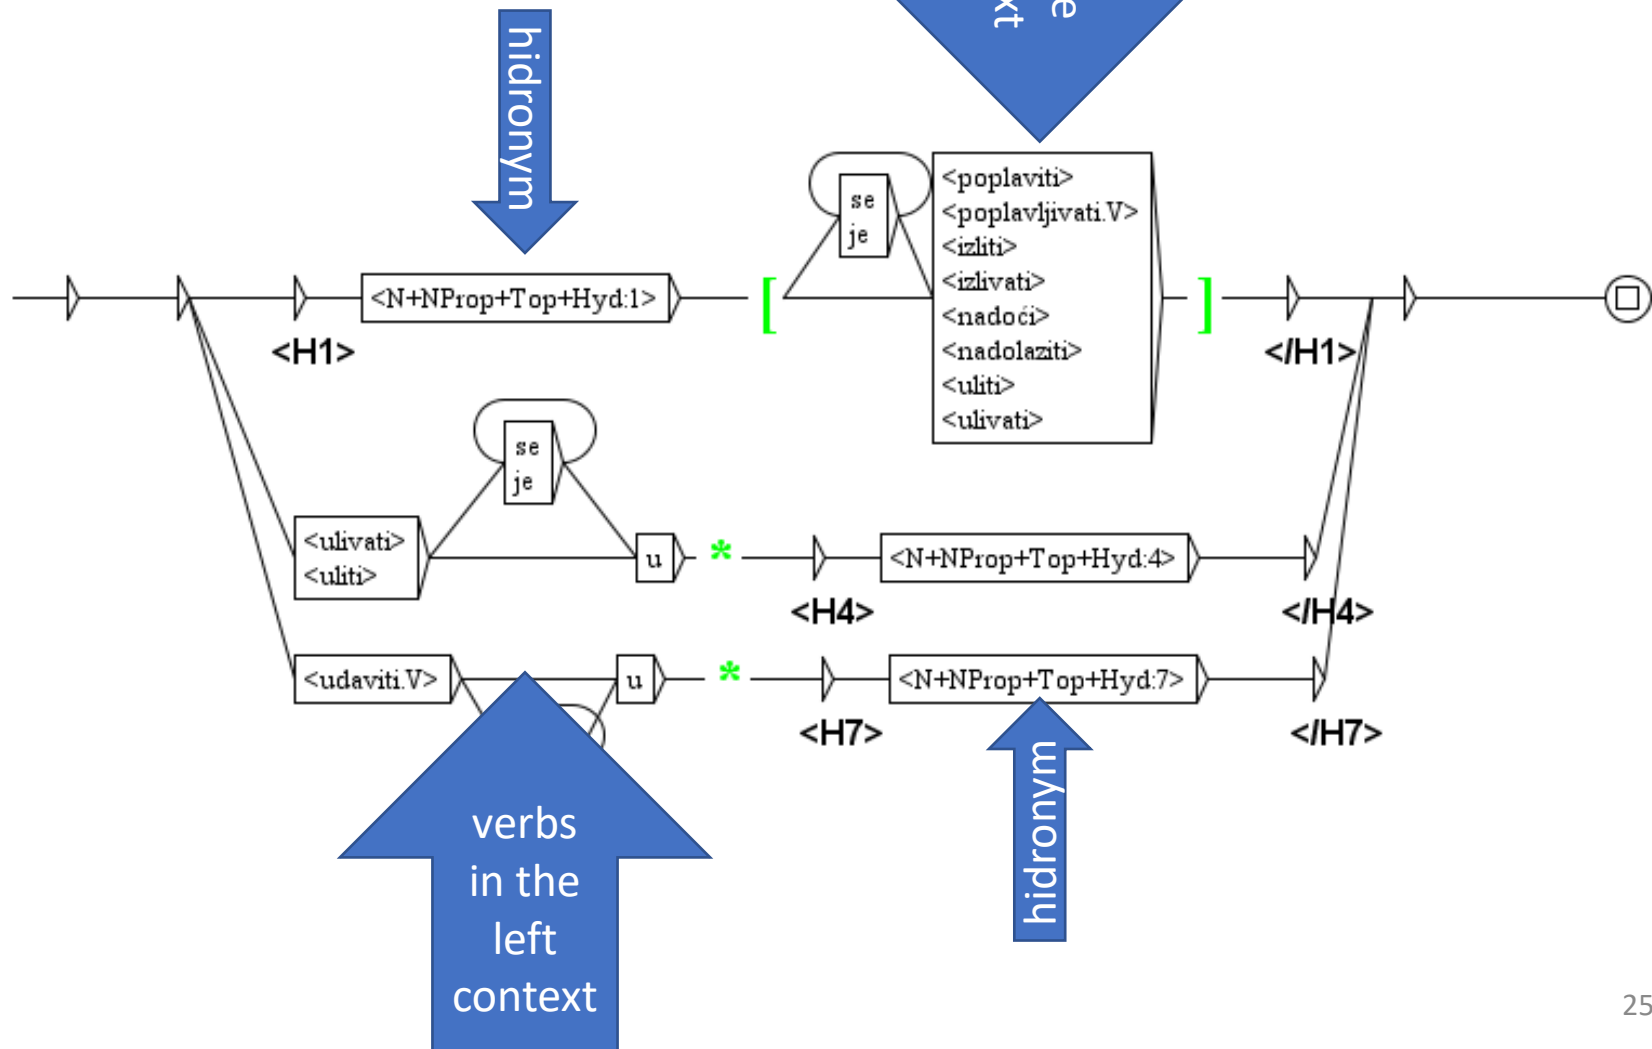 hidronym
e
xt
se
je
<poplaviti>
<poplavljivati.V>
<izliti>
<izlivati>
<nadoći>
<nadolaziti>
<uliti>
<ulivati>
<N+NProp+Top+Hyd:1>
[
]
<H1>
</H1>
se
je
<ulivati>
<uliti>
u
*
<N+NProp+Top+Hyd:4>
<H4>
</H4>
<udaviti.V>
u
*
<N+NProp+Top+Hyd:7>
<H7>
</H7>
verbs
in the
left
context
hidronym
25